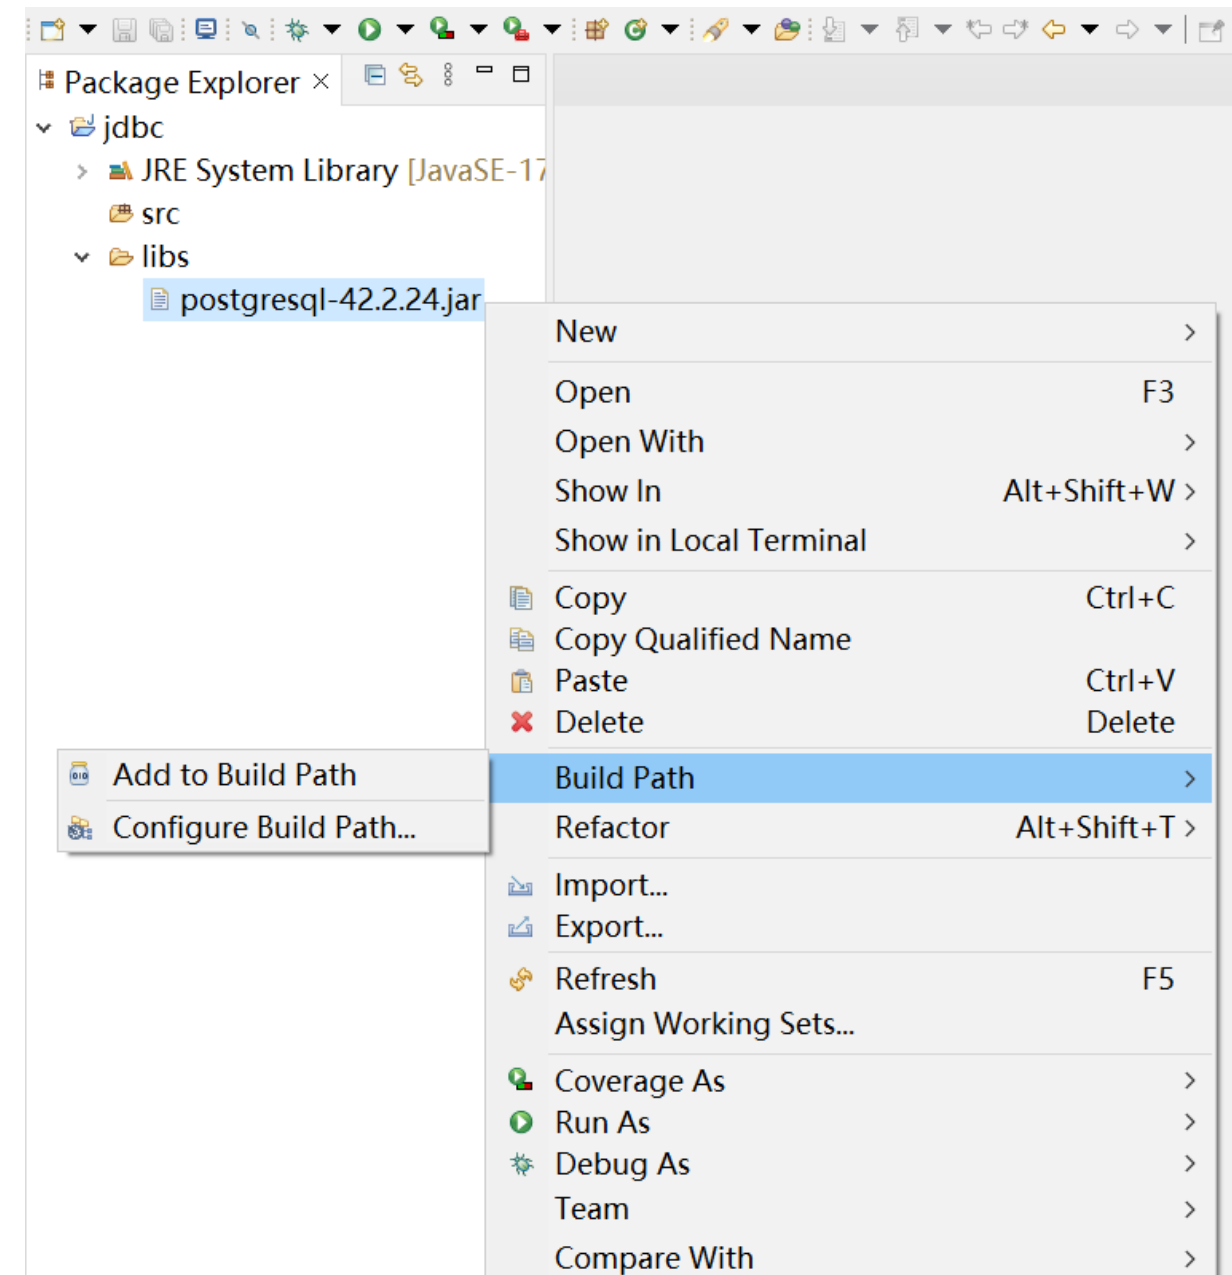 Package Explorer
jdbc
JRE System Library [JavaSE-17
src
libs
postgresql-42.2.24.jar
New
Open F3
Open With
Show In Alt+Shift+W
Show in Local Terminal
Copy Ctrl+C
Copy Qualified Name
Paste Ctrl+V
Delete Delete
Add to Build Path
Configure Build Path...
Build Path
Refactor Alt+Shift+T
Import...
Export...
Refresh F5
Assign Working Sets...
Coverage As
Run As
Debug As
Team
Compare With